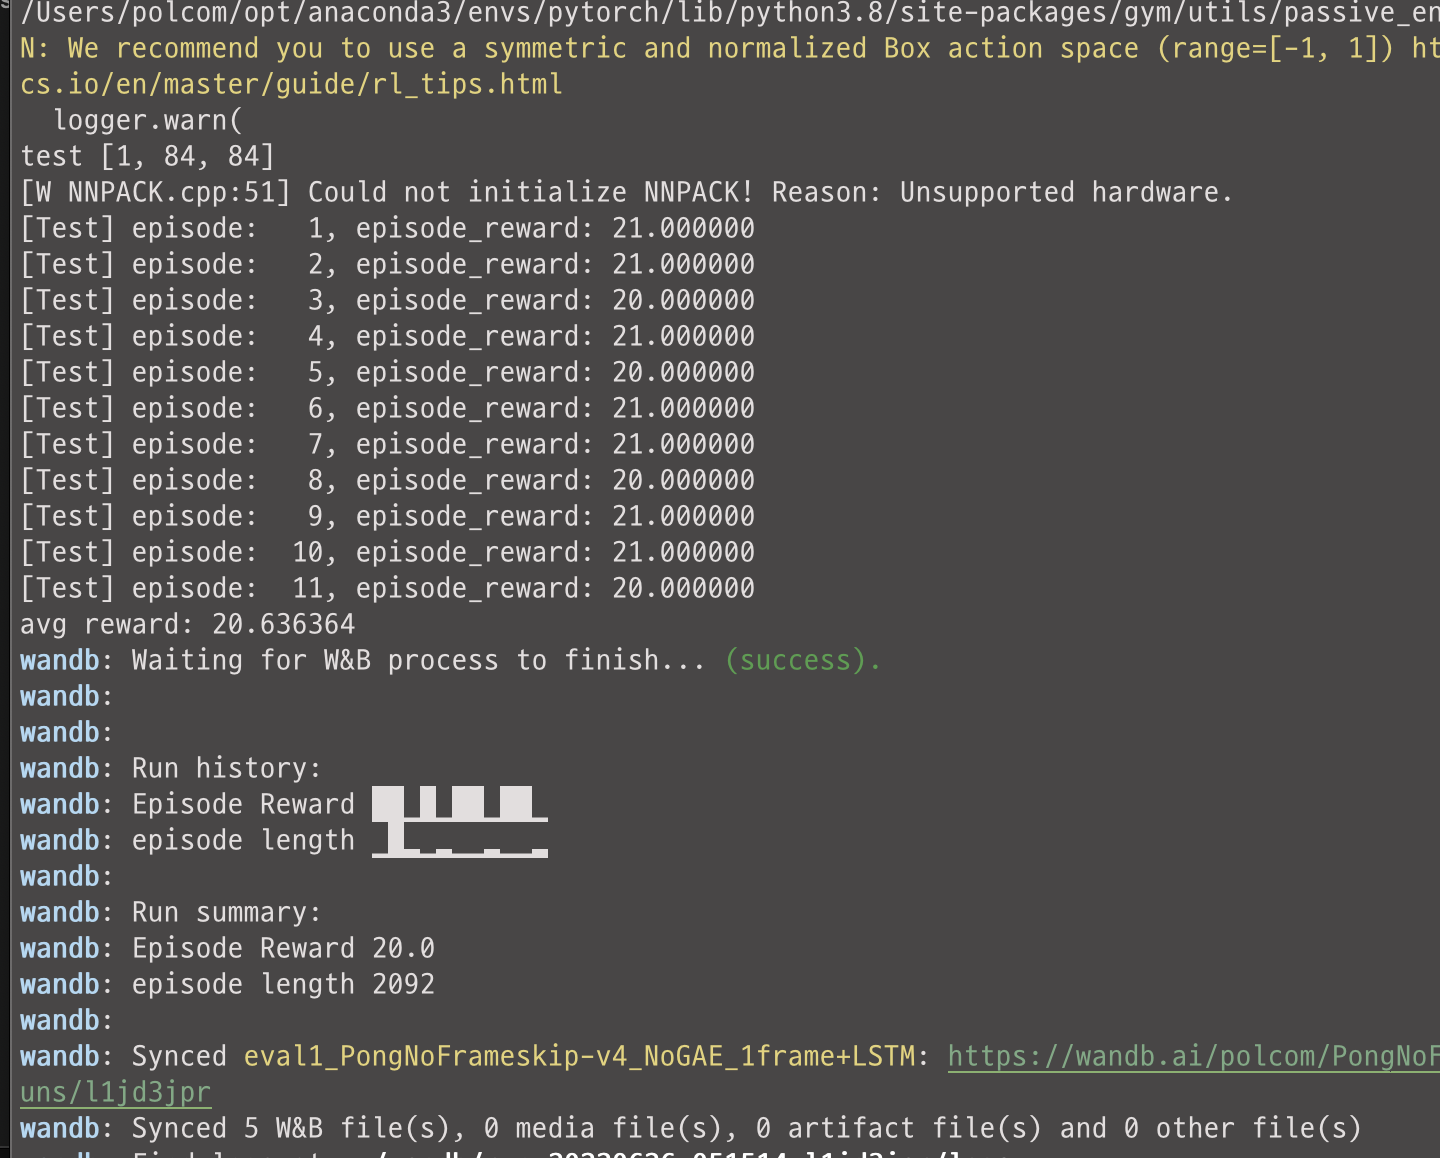 /Users/polcom/opt/anaconda3/envs/pytorch/lib/python3.8/site-packages/gym/utils/passive_en
N: We recommend you to use a symmetric and normalized Box action space (range=[-1, 1]) ht
cs.io/en/master/guide/rl_tips.html
logger.warn(
test [1, 84, 84]
[W NNPACK.cpp:51] Could not initialize NNPACK! Reason: Unsupported hardware.
[Test] episode:   1, episode_reward: 21.000000
[Test] episode:   2, episode_reward: 21.000000
[Test] episode:   3, episode_reward: 20.000000
[Test] episode:   4, episode_reward: 21.000000
[Test] episode:   5, episode_reward: 20.000000
[Test] episode:   6, episode_reward: 21.000000
[Test] episode:   7, episode_reward: 21.000000
[Test] episode:   8, episode_reward: 20.000000
[Test] episode:   9, episode_reward: 21.000000
[Test] episode:  10, episode_reward: 21.000000
[Test] episode:  11, episode_reward: 20.000000
avg reward: 20.636364
wandb: Waiting for W&B process to finish... (success).
wandb:
wandb:
wandb: Run history:
wandb: Episode Reward
wandb: episode length
wandb:
wandb: Run summary:
wandb: Episode Reward 20.0
wandb: episode length 2092
wandb:
wandb: Synced eval1_PongNoFrameskip-v4_NoGAE_1frame+LSTM: https://wandb.ai/polcom/PongNoF
uns/l1jd3jpr
wandb: Synced 5 W&B file(s), 0 media file(s), 0 artifact file(s) and 0 other file(s)